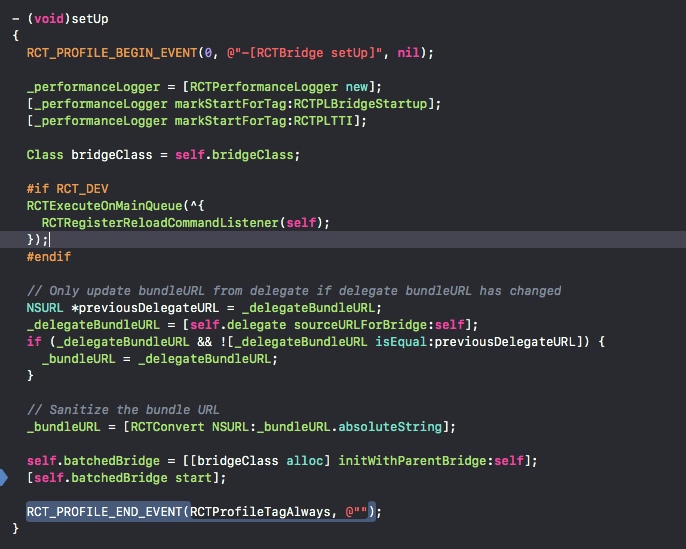 - (void)setUp
{
  RCT_PROFILE_BEGIN_EVENT(0, @"-[RCTBridge setUp]", nil);

  _performanceLogger = [RCTPerformanceLogger new];
  [_performanceLogger markStartForTag:RCTPLBridgeStartup];
  [_performanceLogger markStartForTag:RCTPLTTI];

  Class bridgeClass = self.bridgeClass;

  #if RCT_DEV
  RCTExecuteOnMainQueue(^{
    RCTRegisterReloadCommandListener(self);
  });
  #endif

  // Only update bundleURL from delegate if delegate bundleURL has changed
  NSURL *previousDelegateURL = _delegateBundleURL;
  _delegateBundleURL = [self.delegate sourceURLForBridge:self];
  if (_delegateBundleURL && ![_delegateBundleURL isEqual:previousDelegateURL]) {
    _bundleURL = _delegateBundleURL;
  }

  // Sanitize the bundle URL
  _bundleURL = [RCTConvert NSURL:_bundleURL.absoluteString];

  self.batchedBridge = [[bridgeClass alloc] initWithParentBridge:self];
  [self.batchedBridge start];

  RCT_PROFILE_END_EVENT(RCTProfileTagAlways, @"");
}